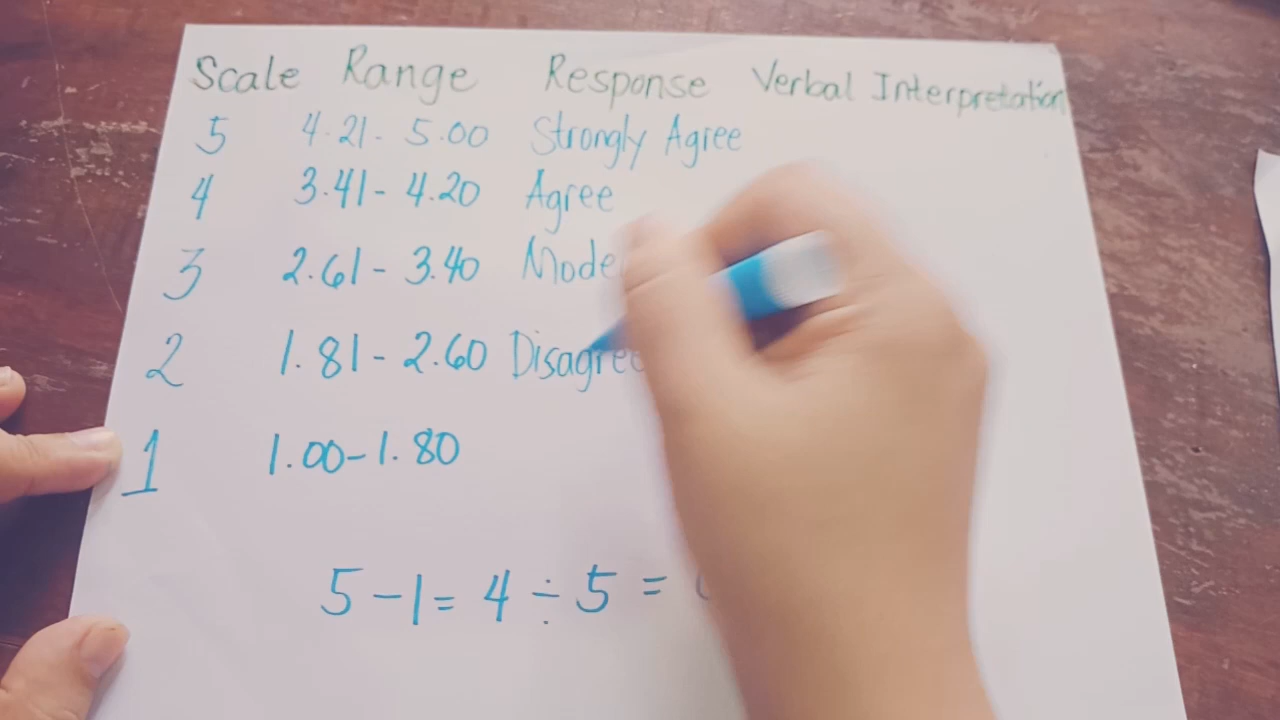 Scale Range Response Verbal Interpretation
5 4.21 - 5.00 Strongly Agree
4 3.41 - 4.20 Agree
3 2.61 - 3.40
2 1.81 - 2.60 Disagree
1 1.00 - 1.80
5 - 1 = 4 ÷ 5 =